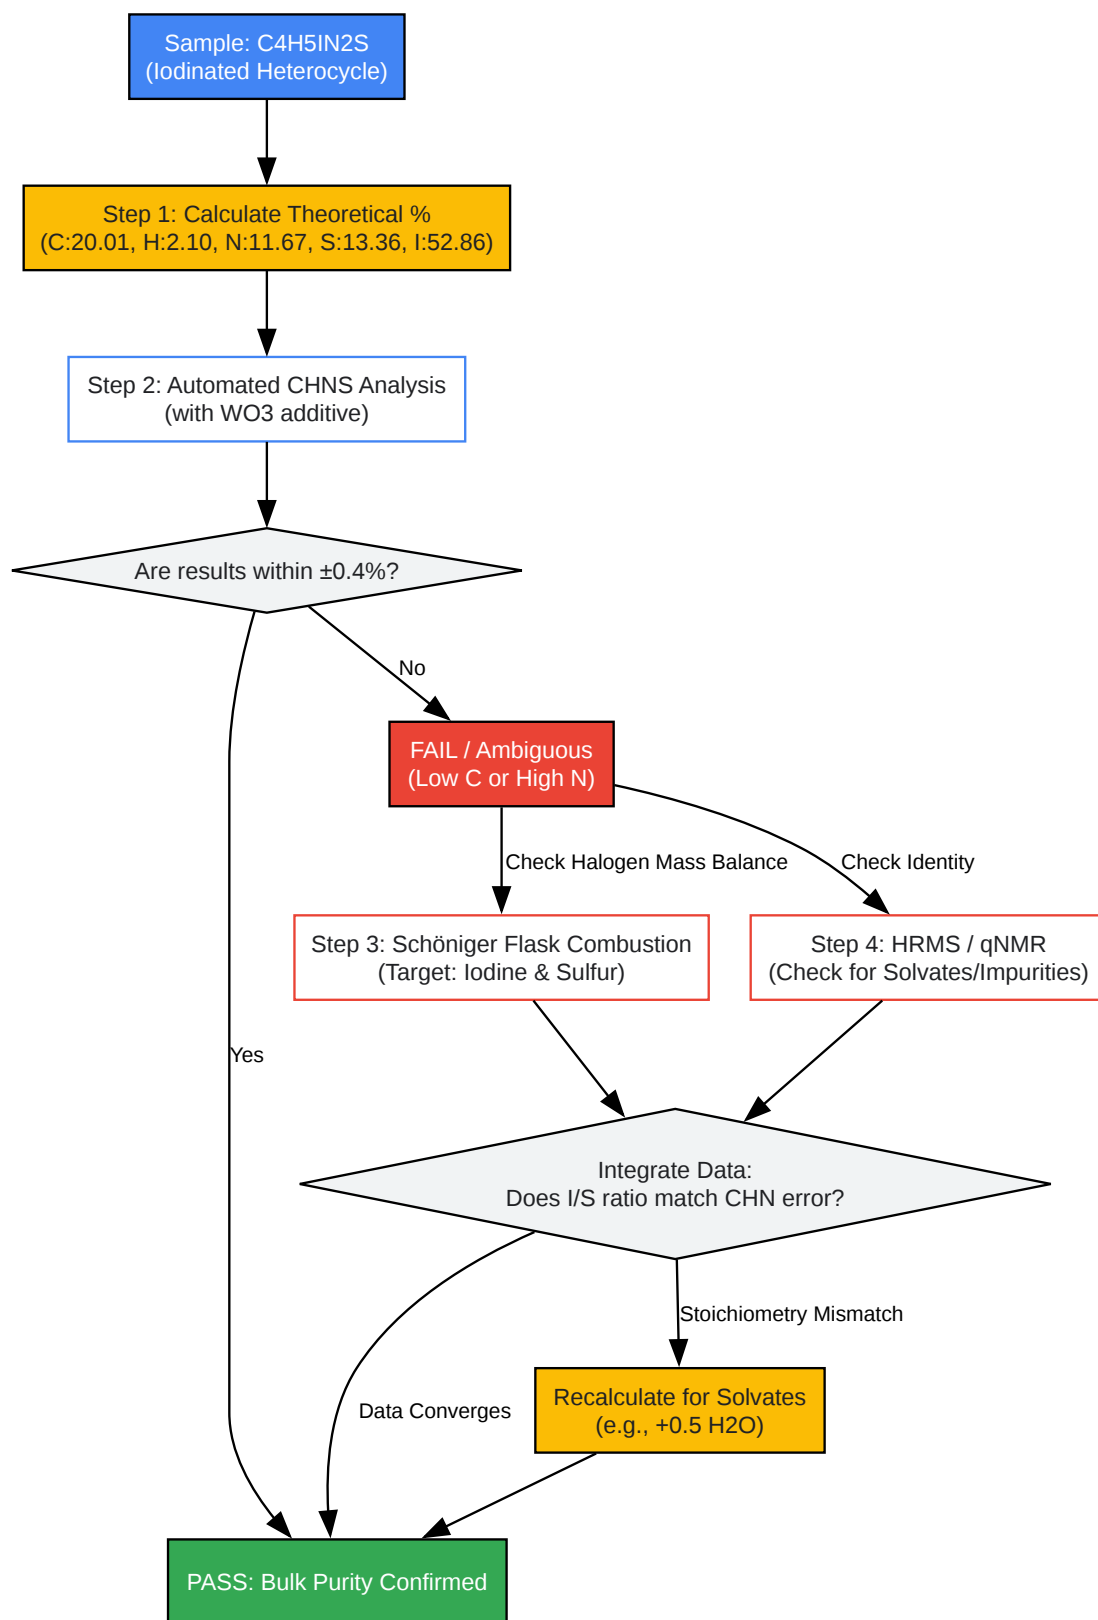 Sample: C4H5IN2S
(Iodinated Heterocycle)
Step 1: Calculate Theoretical %
(C:20.01, H:2.10, N:11.67, S:13.36, I:52.86)
Step 2: Automated CHNS Analysis
(with WO3 additive)
Are results within ±0.4%?
No
FAIL / Ambiguous
(Low C or High N)
Check Halogen Mass Balance
Check Identity
Step 3: Schöniger Flask Combustion
(Target: Iodine & Sulfur)
Step 4: HRMS / qNMR
(Check for Solvates/Impurities)
Yes
Integrate Data:
Does I/S ratio match CHN error?
Stoichiometry Mismatch
Data Converges
Recalculate for Solvates
(e.g., +0.5 H2O)
PASS: Bulk Purity Confirmed